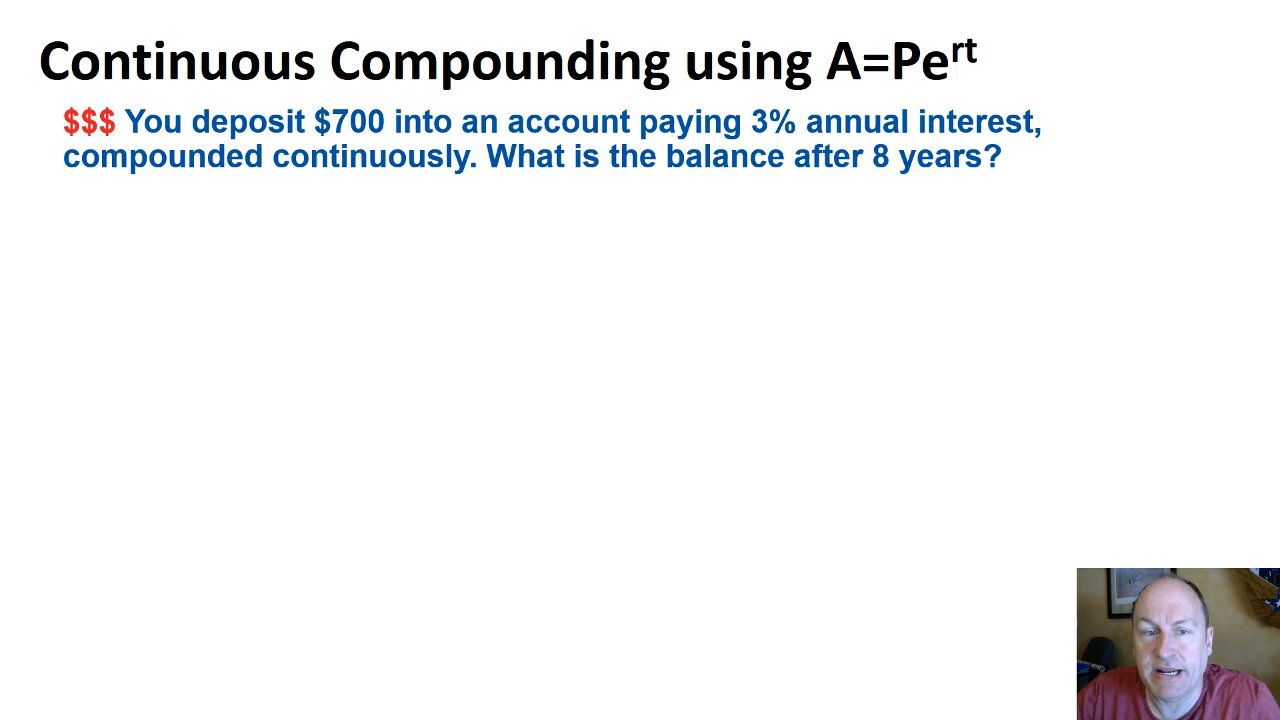 Continuous Compounding using A=Pe^rt
$$$ You deposit $700 into an account paying 3% annual interest,
compounded continuously. What is the balance after 8 years?